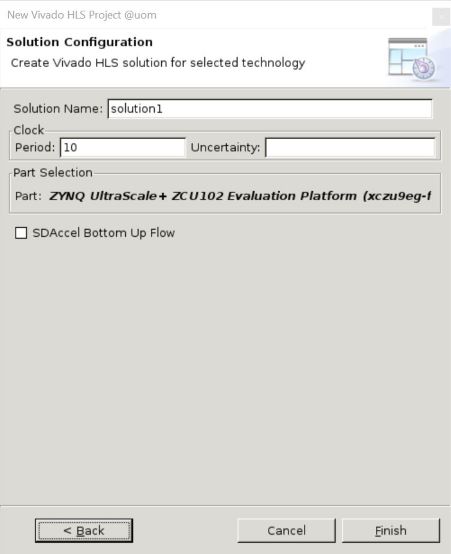 New Vivado HLS Project @uom
Solution Configuration
Create Vivado HLS solution for selected technology
Solution Name: solution1
Clock
Period: 10 Uncertainty:
Part Selection
Part: ZYNQ UltraScale+ ZCU102 Evaluation Platform (xczu9eg-f
SDAccel Bottom Up Flow
< Back Cancel Finish